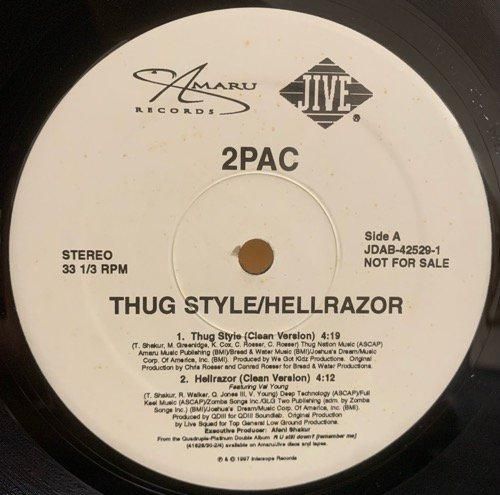 AMARU
RECORDS
JIVE
®
2PAC
STEREO
33 1/3 RPM
Side A
JDAB-42529-1
NOT FOR SALE
THUG STYLE/HELLRAZOR
1. Thug Style (Clean Version) 4:19
(T. Shakur, M. Greenidge, K. Cox, C. Rosser, C. Rosser) Thug Nation Music (ASCAP)
Amaru Music Publishing (BMI)/Bread & Water Music (BMI)/Joshua's Dream/Music
Corp. Of America, Inc. (BMI). Produced by We Got Kidz Productions. Original
Production by Chris Rosser and Conrad Rosser for Bread & Water Productions.
2. Hellrazor (Clean Version) 4:12
Featuring Val Young
(T. Shakur, R. Walker, Q. Jones III, V. Young) Deep Technology (ASCAP)/Full
Keel Music (ASCAP)/Zomba Songs Inc./GLG Two Publishing (adm. by Zomba
Songs Inc.) (BMI)/Joshua's Dream/Music Corp. Of America, Inc. (BMI).
Produced by QDIII for QDIII Soundlab. Original Production
by Live Squad for Top General Low Ground Productions.
Executive Producer: Afeni Shakur
From the Quadruple-Platinum Double Album R U still down? (remember me)
(41628/30-2/4) available on Amaru/Jive discs and tapes.
℗ & © 1997 Interscope Records